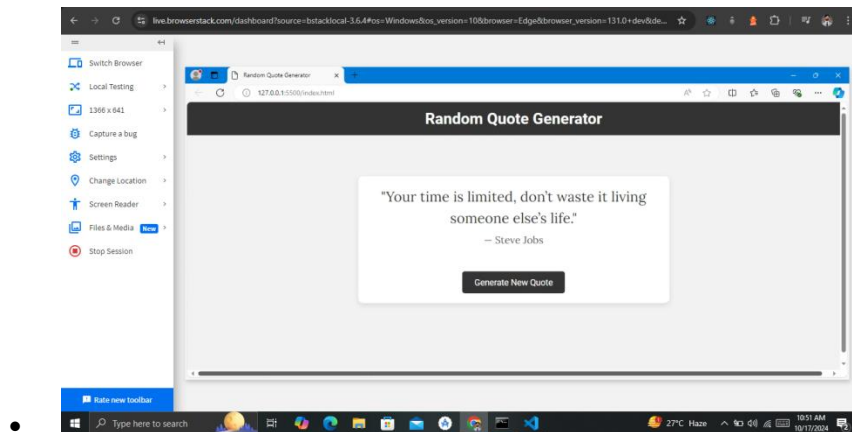 live.browserstack.com/dashboard?source=bstacklocal-3.6.4#os=Windows&os_version=10&browser=Edge&browser_version=131.0+dev&de...
Switch Browser
Local Testing
1366 x 641
Capture a bug
Settings
Change Location
Screen Reader
Files & Media New
Stop Session
Rate new toolbar
Random Quote Generator
127.0.0.1:5500/index.html
Random Quote Generator
"Your time is limited, don't waste it living
someone else's life."
— Steve Jobs
Generate New Quote
Type here to search
27°C Haze
10:51 AM
10/17/2024